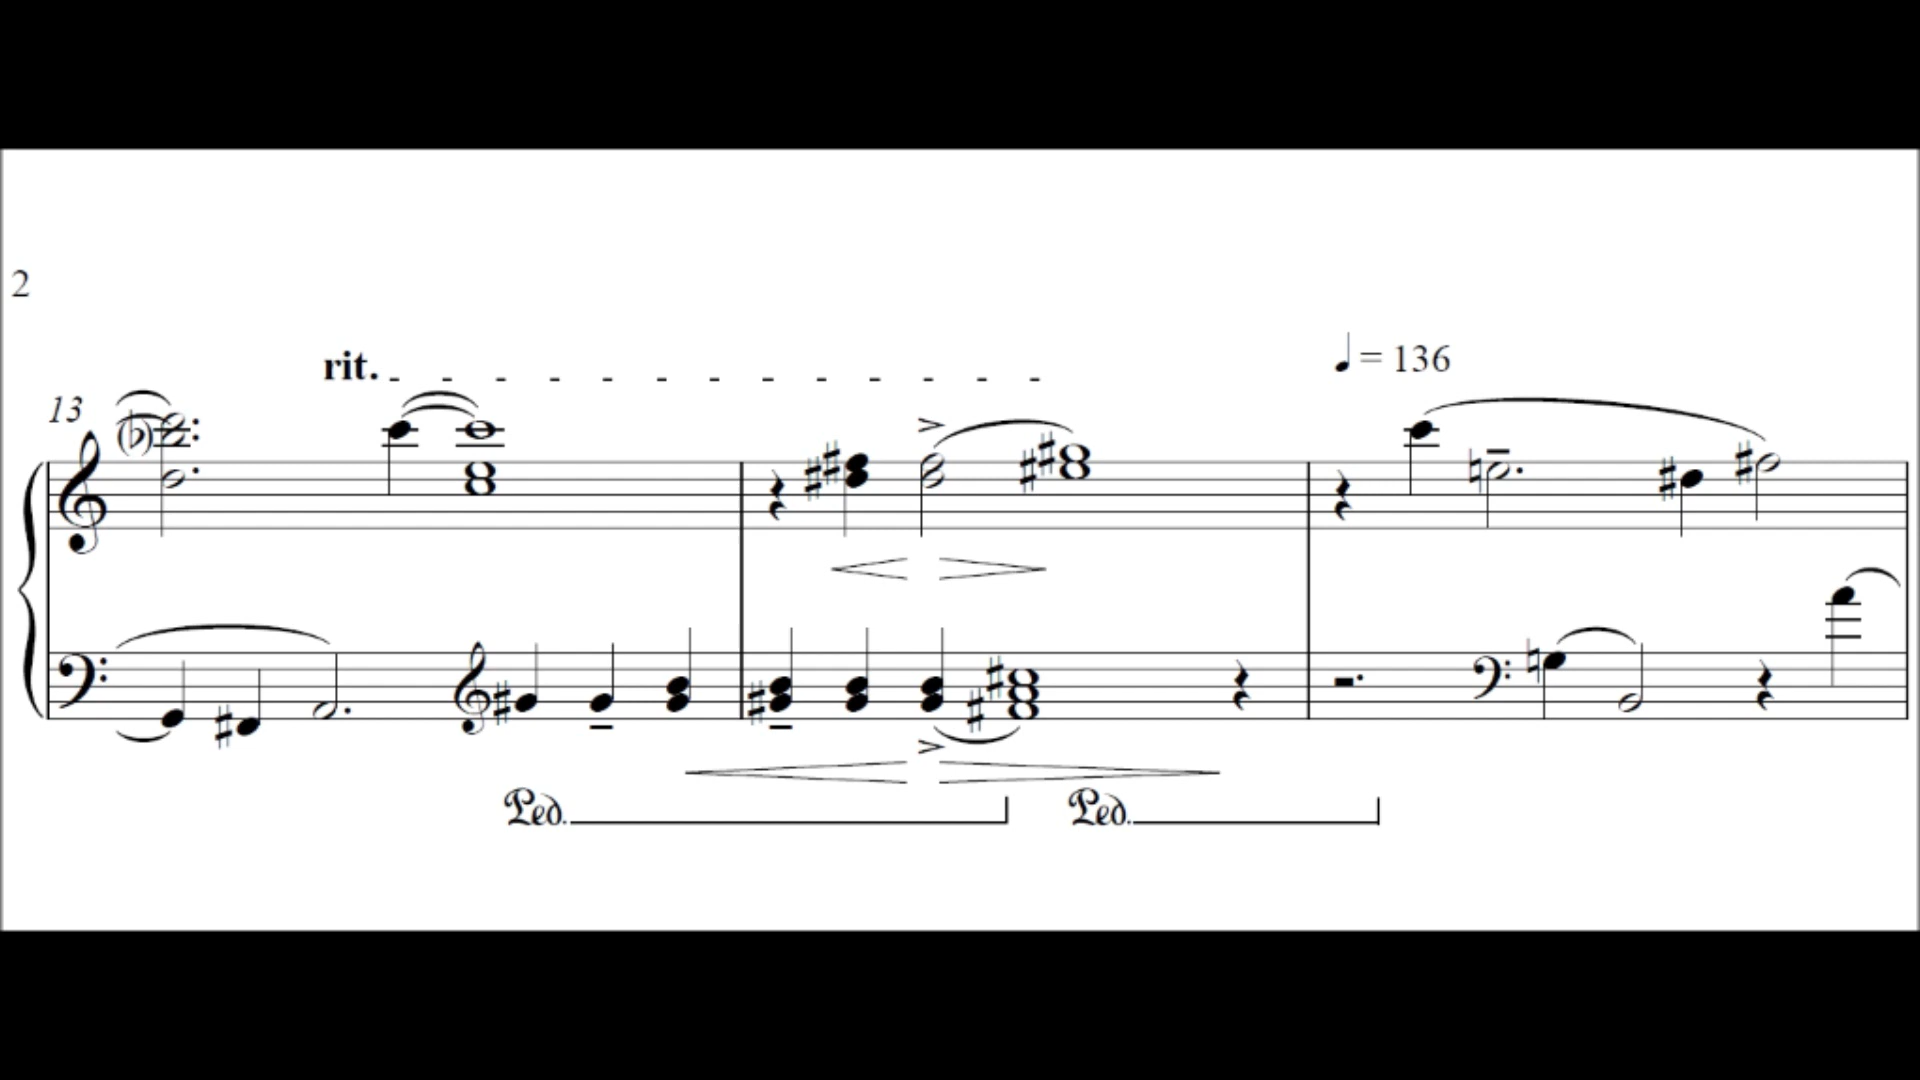 2
rit.
♩ = 136
13
Ped. Ped.